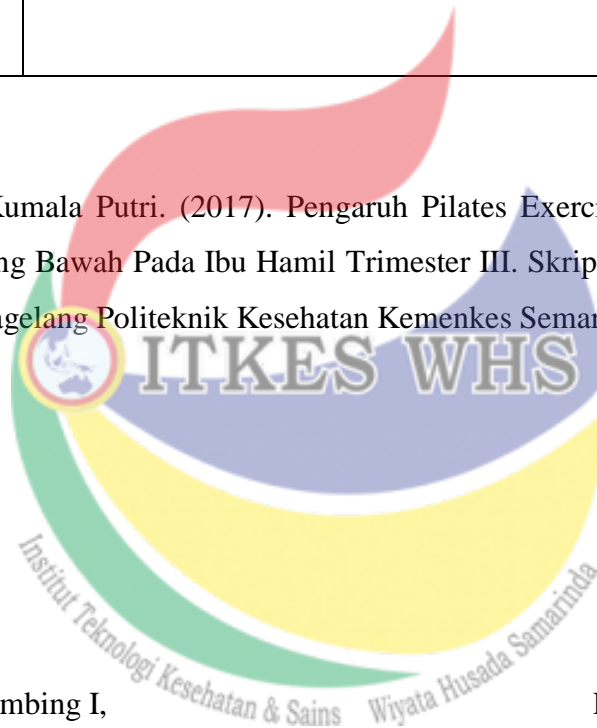 Kumala Putri. (2017). Pengaruh Pilates Exerci
ng Bawah Pada Ibu Hamil Trimester III. Skrip
agelang Politeknik Kesehatan Kemenkes Semar
ITKES WHS
Institut Teknologi Kesehatan & Sains Wiyata Husada Samarinda
mbing I,